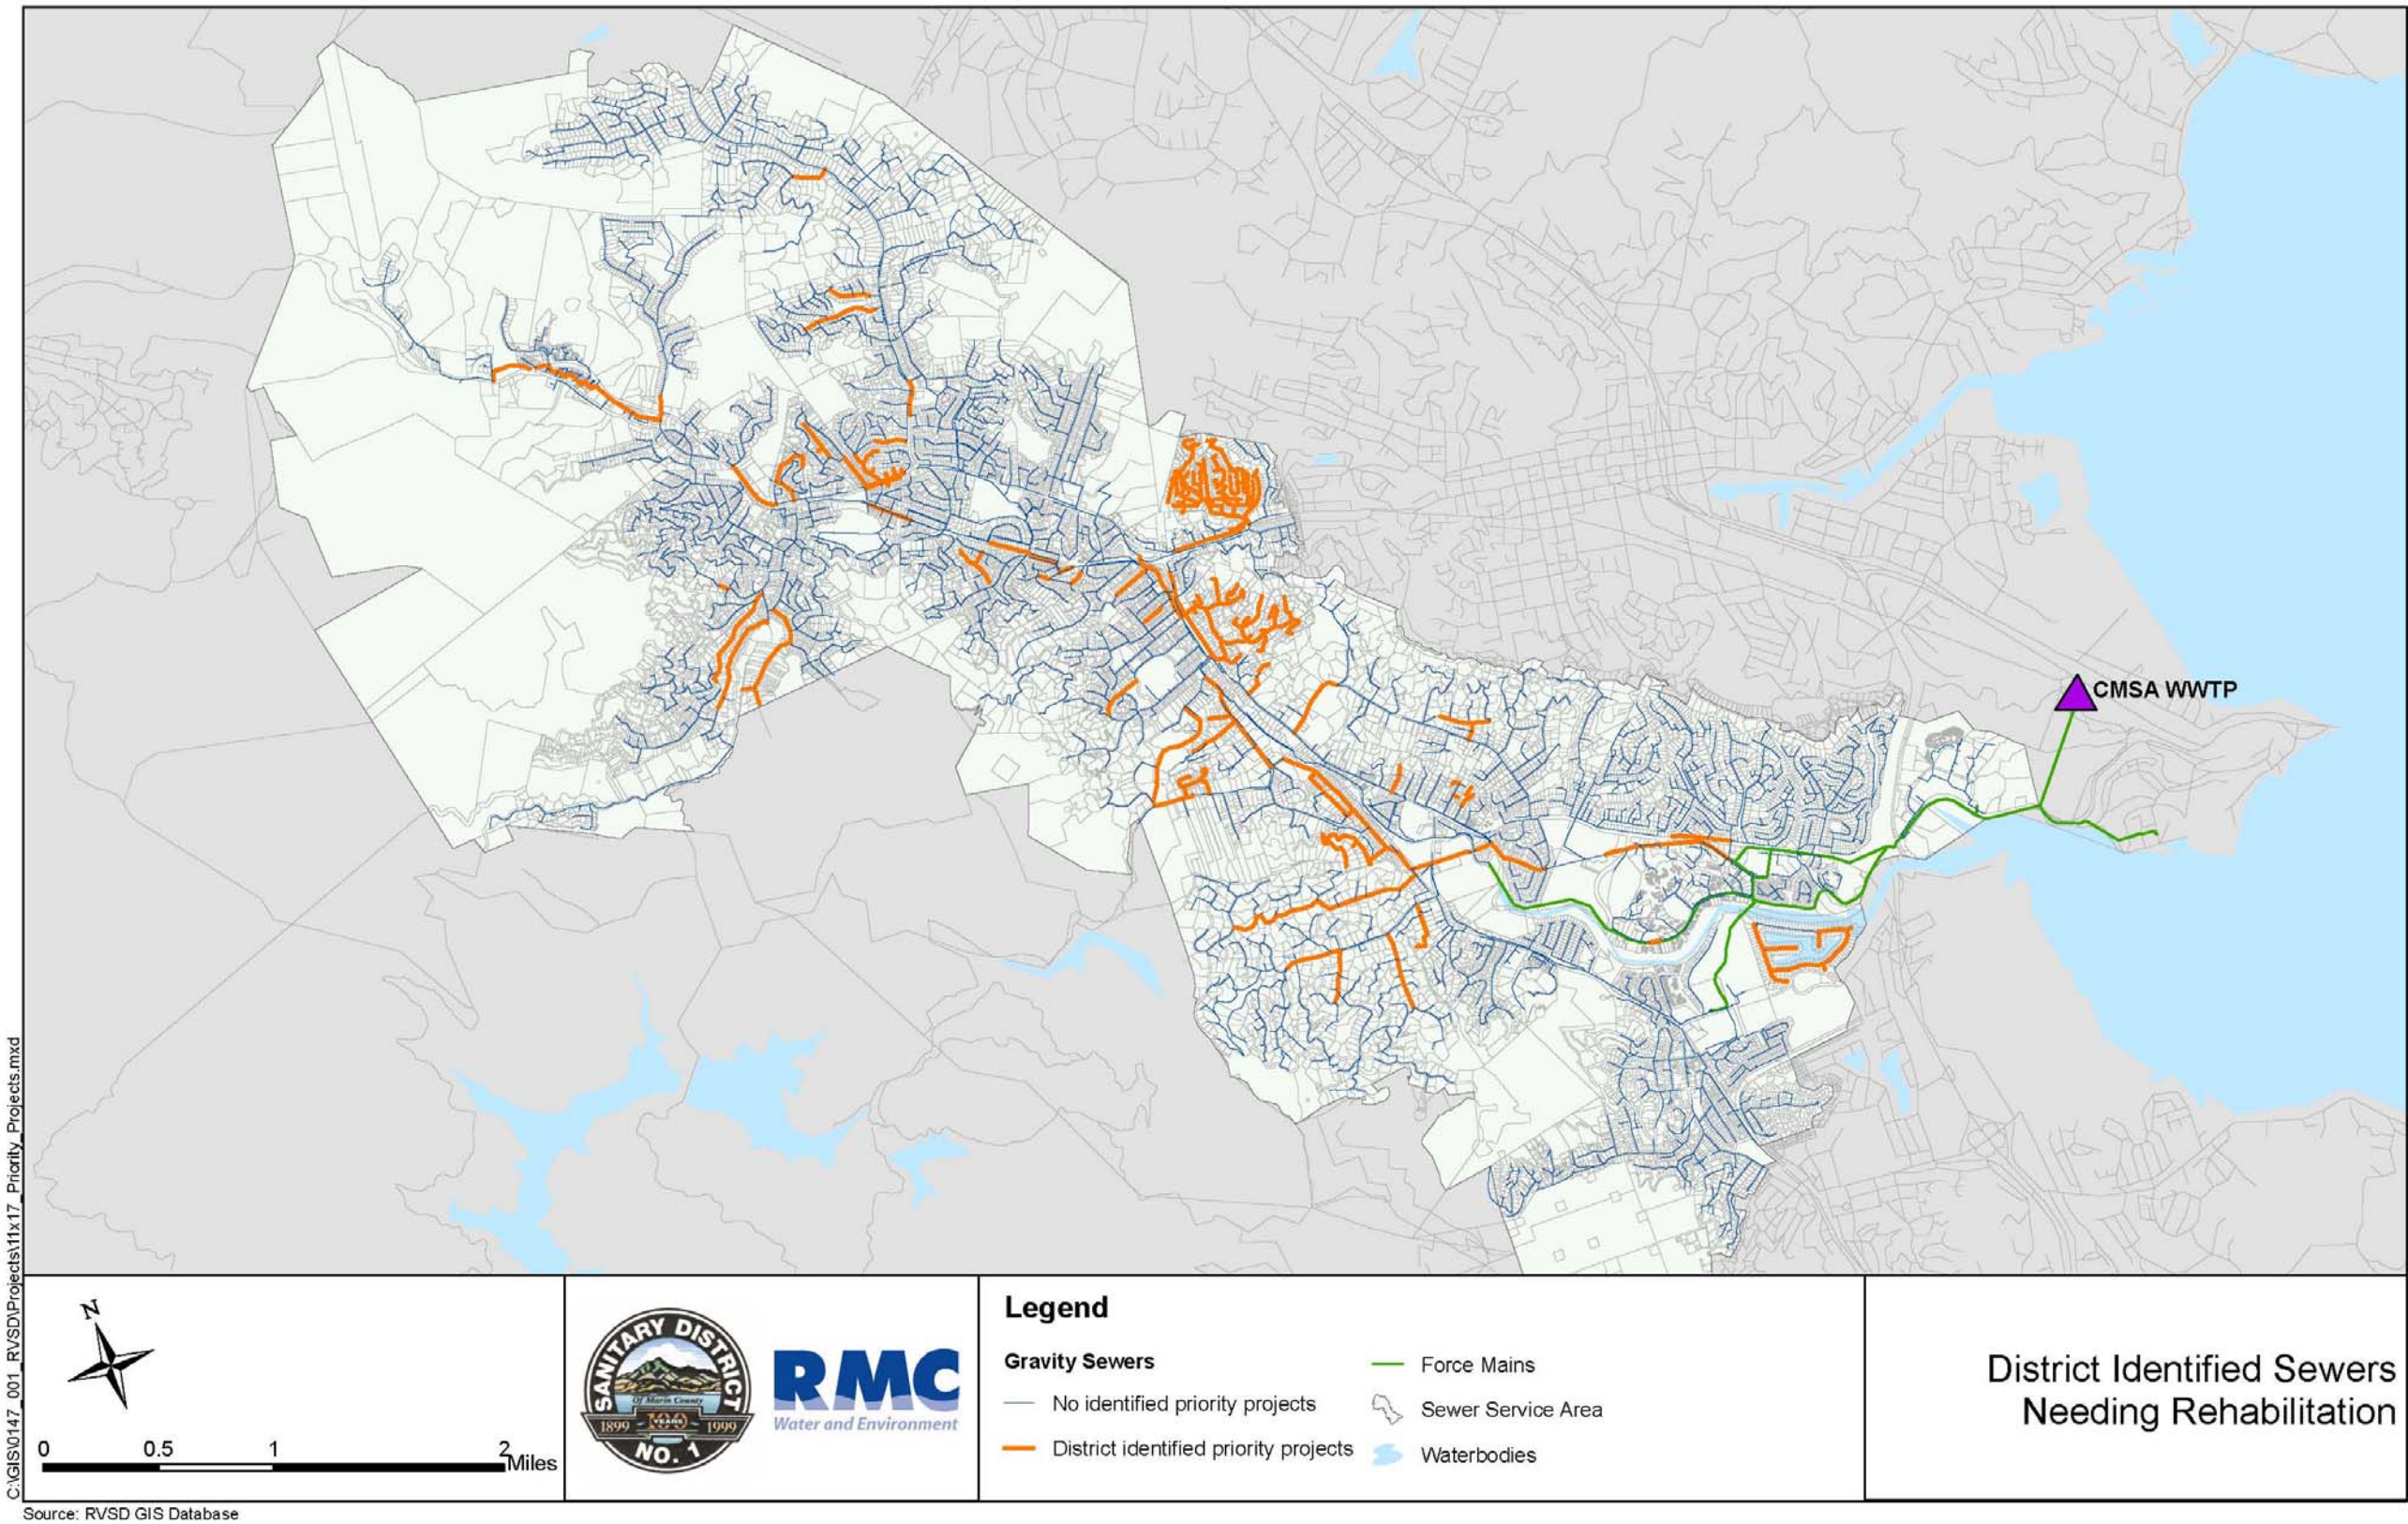 CMSA WWTP
C:\GIS\0147_001_RVSD\Projects\11x17_Priority_Projects.mxd
N
0 0.5 1 2 Miles
SANITARY DISTRICT
Of Marin County
1899 100 YEARS 1999
NO. 1
RMC
Water and Environment
Legend
Gravity Sewers
No identified priority projects
District identified priority projects
Force Mains
Sewer Service Area
Waterbodies
District Identified Sewers
Needing Rehabilitation
Source: RVSD GIS Database